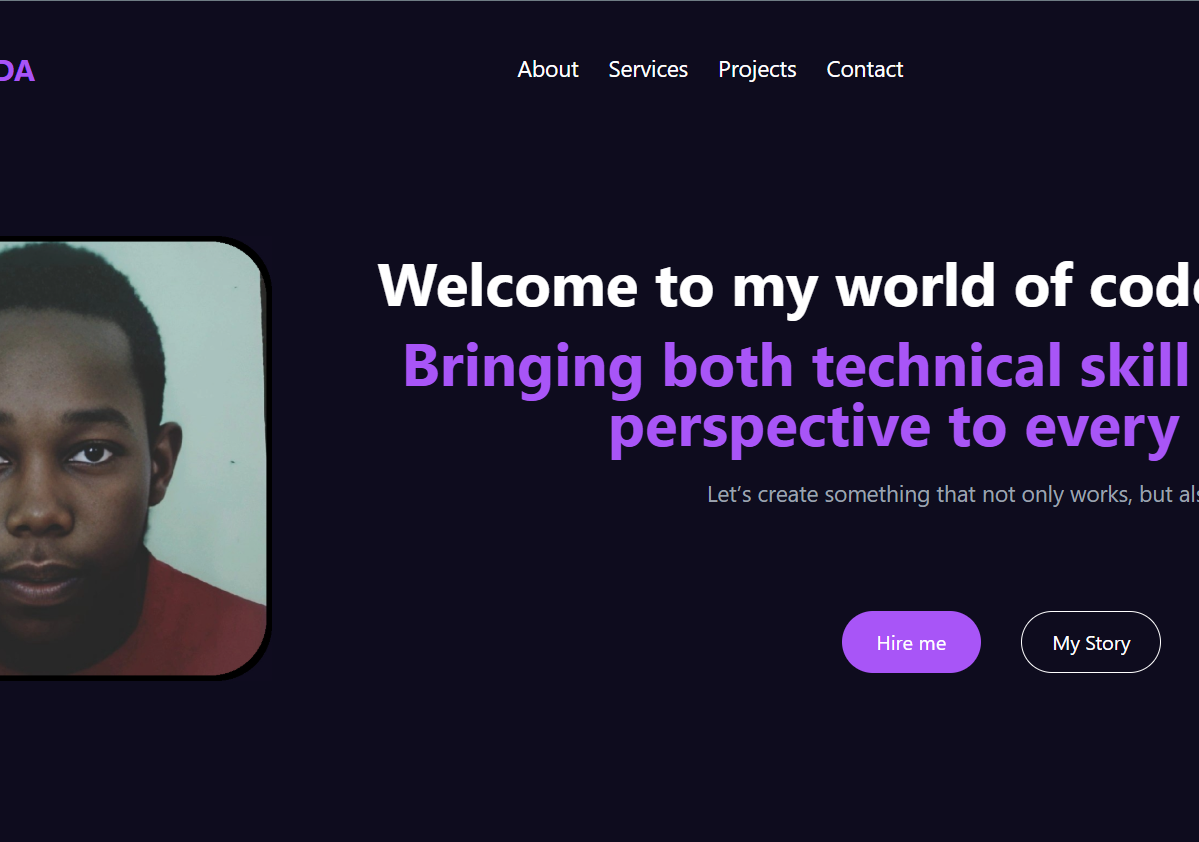 DA
About Services Projects Contact
Welcome to my world of code
Bringing both technical skill
perspective to every
Let’s create something that not only works, but als
Hire me My Story